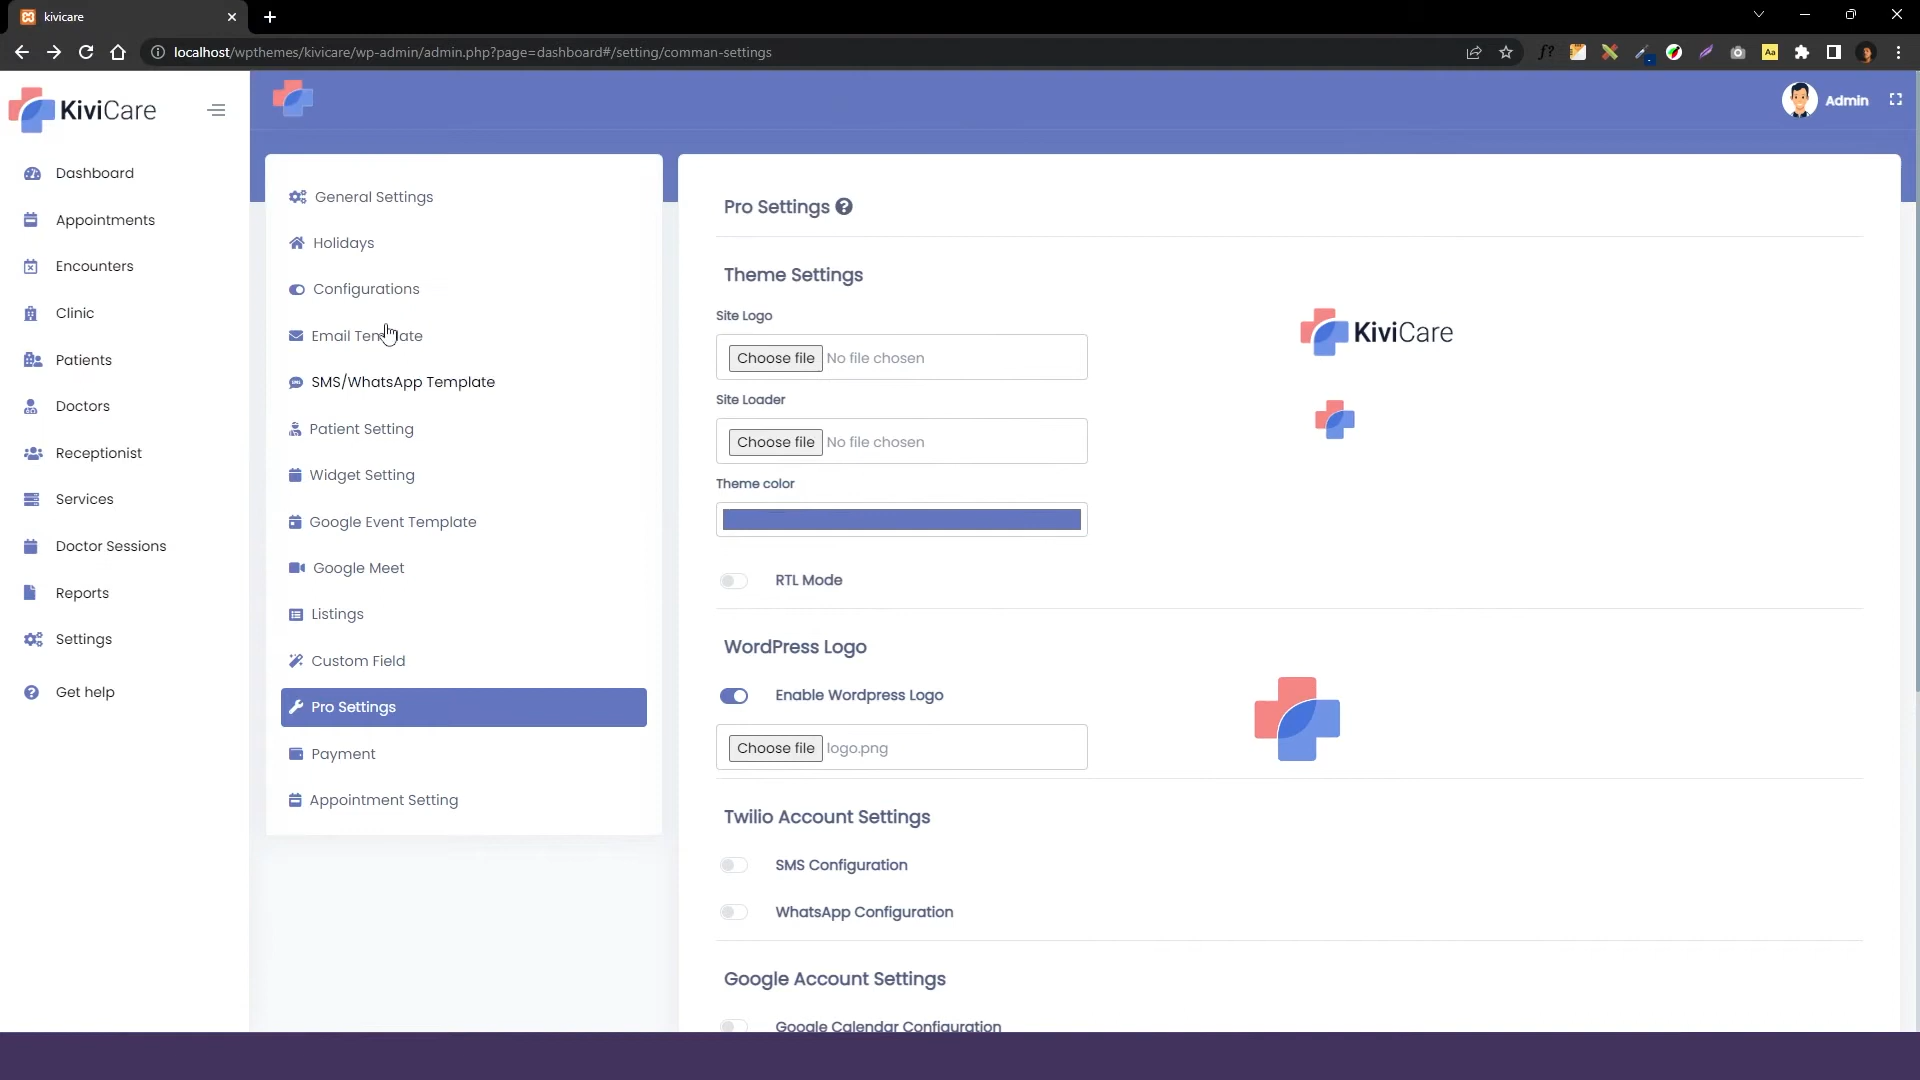 kivicare
localhost/wpthemes/kivicare/wp-admin/admin.php?page=dashboard#/setting/comman-settings
f?
Aa
KiviCare
Admin
Dashboard
Appointments
Encounters
Clinic
Patients
Doctors
Receptionist
Services
Doctor Sessions
Reports
Settings
Get help
General Settings
Holidays
Configurations
Email Template
SMS/WhatsApp Template
Patient Setting
Widget Setting
Google Event Template
Google Meet
Listings
Custom Field
Pro Settings
Payment
Appointment Setting
Pro Settings
Theme Settings
Site Logo
Choose file No file chosen
KiviCare
Site Loader
Choose file No file chosen
Theme color
RTL Mode
WordPress Logo
Enable Wordpress Logo
Choose file logo.png
Twilio Account Settings
SMS Configuration
WhatsApp Configuration
Google Account Settings
Google Calendar Configuration